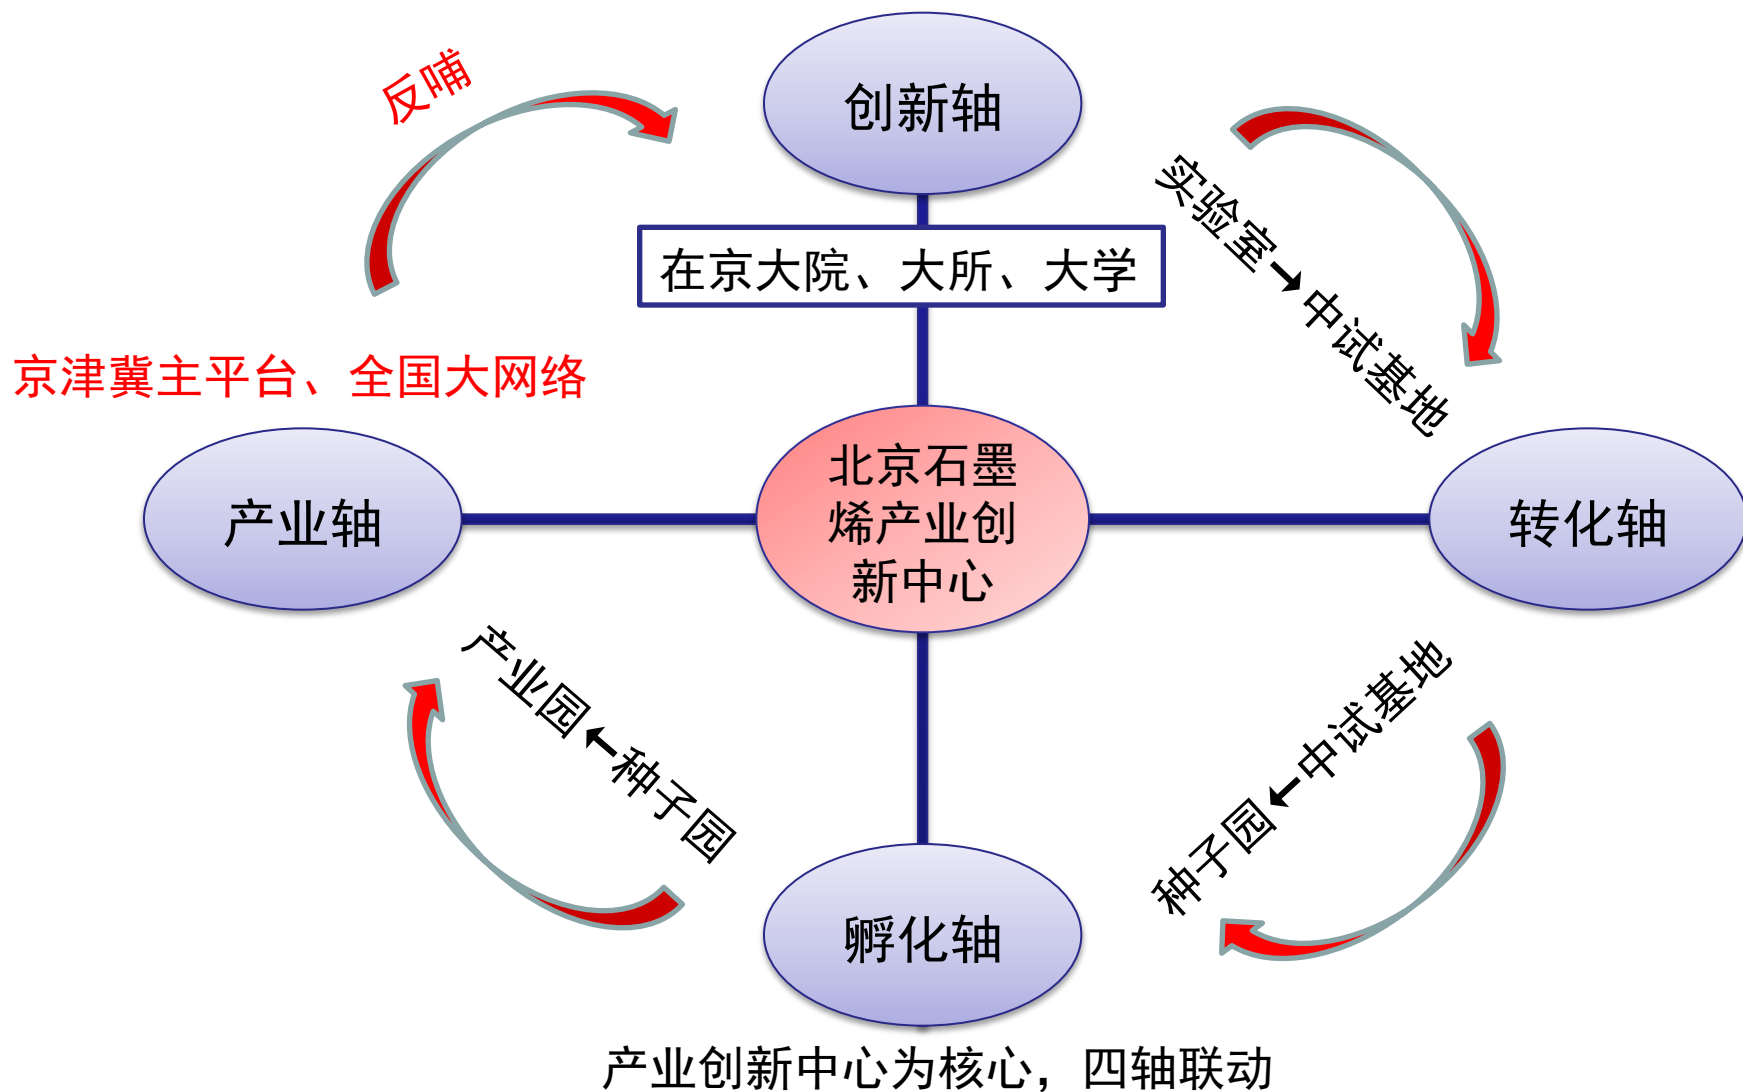 反哺
创新轴
实验室→中试基地
在京大院、大所、大学
京津冀主平台、全国大网络
产业轴
北京石墨
烯产业创
新中心
转化轴
产业园←种子园
种子园←中试基地
孵化轴
产业创新中心为核心，四轴联动